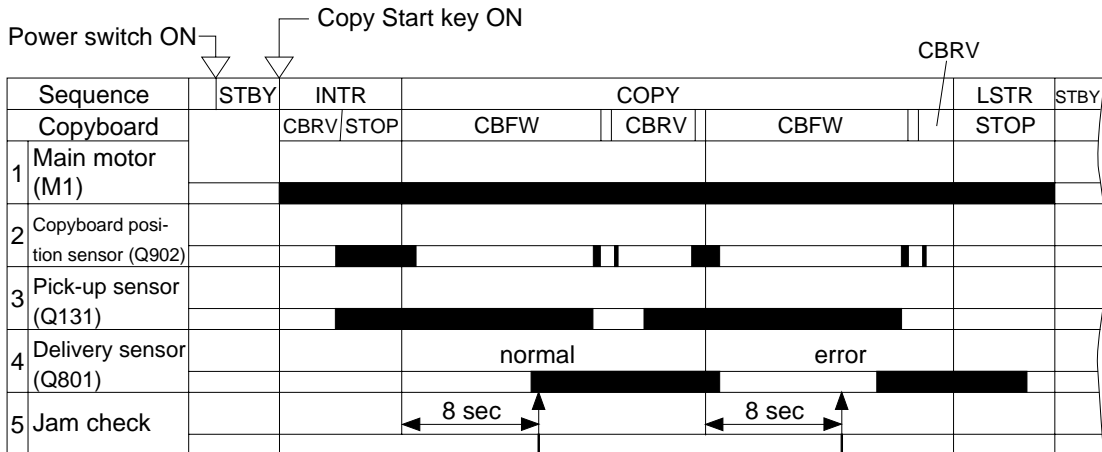 Copy Start key ON
Power switch ON
CBRV
Sequence STBY INTR COPY LSTR STBY
Copyboard CBRV STOP CBFW CBRV CBFW STOP
1 Main motor
(M1)
2 Copyboard posi-
tion sensor (Q902)
3 Pick-up sensor
(Q131)
4 Delivery sensor normal error
(Q801)
5 Jam check 8 sec 8 sec